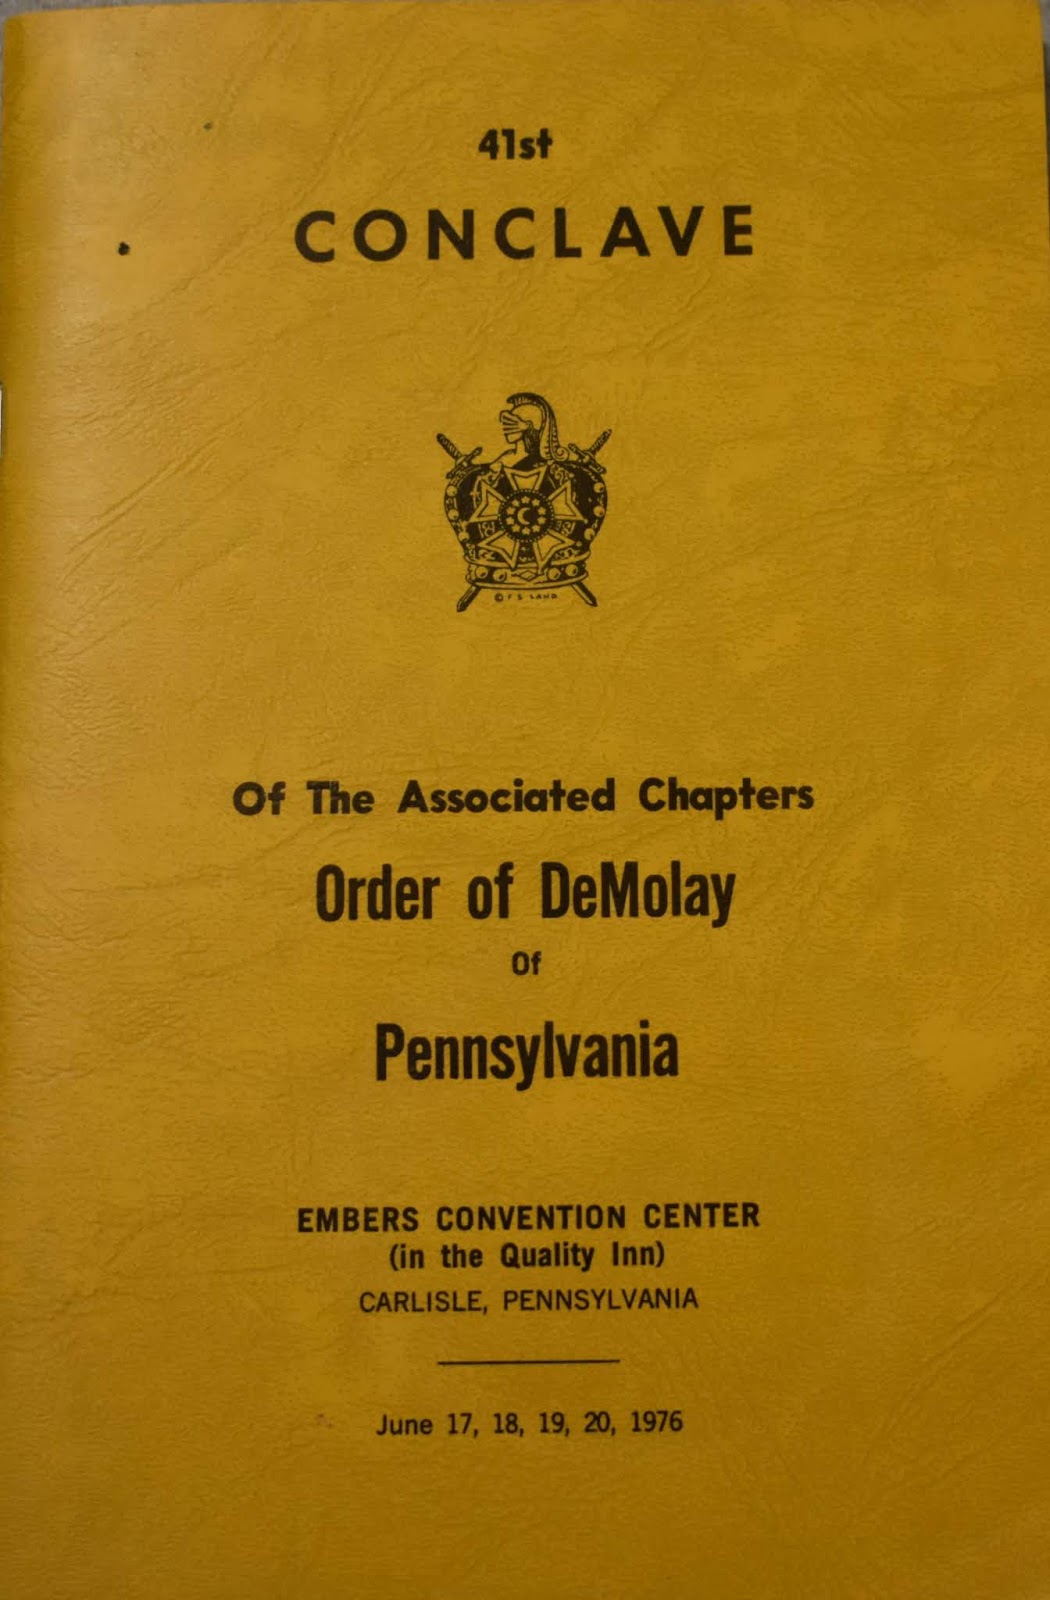 41st
CONCLAVE
© F S LAND
Of The Associated Chapters
Order of DeMolay
Of
Pennsylvania
EMBERS CONVENTION CENTER
(in the Quality Inn)
CARLISLE, PENNSYLVANIA
June 17, 18, 19, 20, 1976